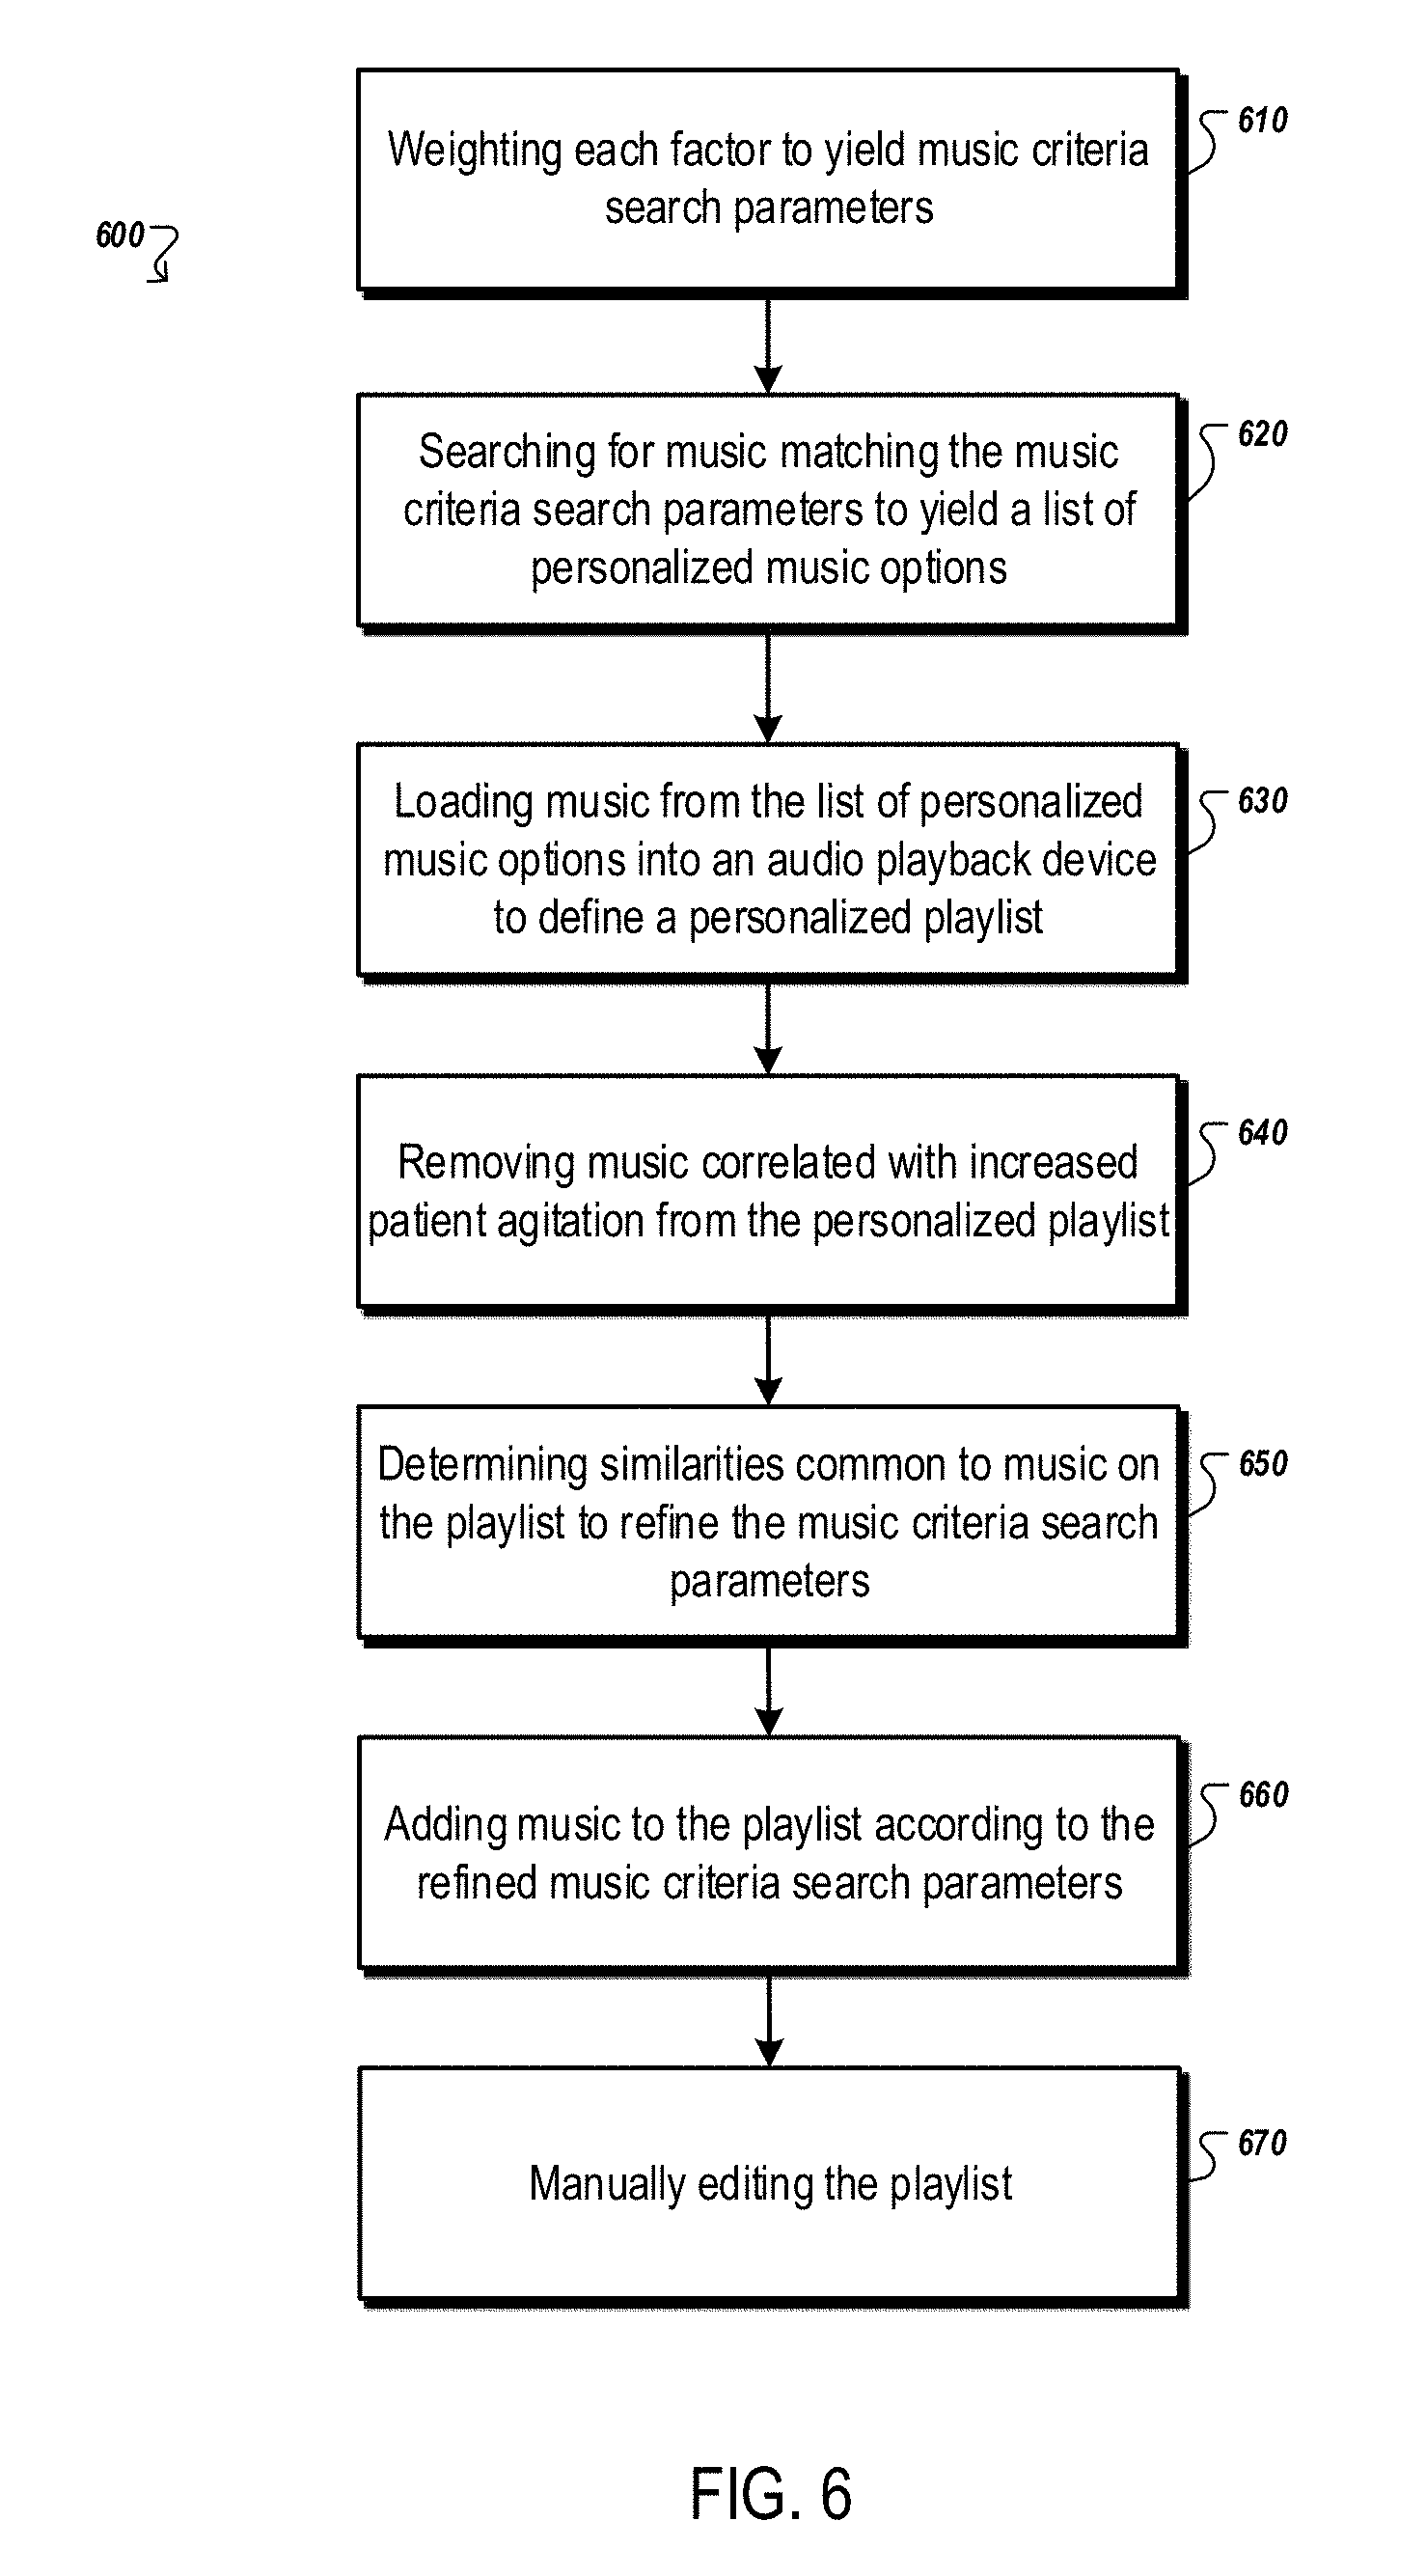 610
Weighting each factor to yield music criteria
search parameters
600
620
Searching for music matching the music
criteria search parameters to yield a list of
personalized music options
630
Loading music from the list of personalized
music options into an audio playback device
to define a personalized playlist
640
Removing music correlated with increased
patient agitation from the personalized playlist
650
Determining similarities common to music on
the playlist to refine the music criteria search
parameters
660
Adding music to the playlist according to the
refined music criteria search parameters
670
Manually editing the playlist
FIG. 6